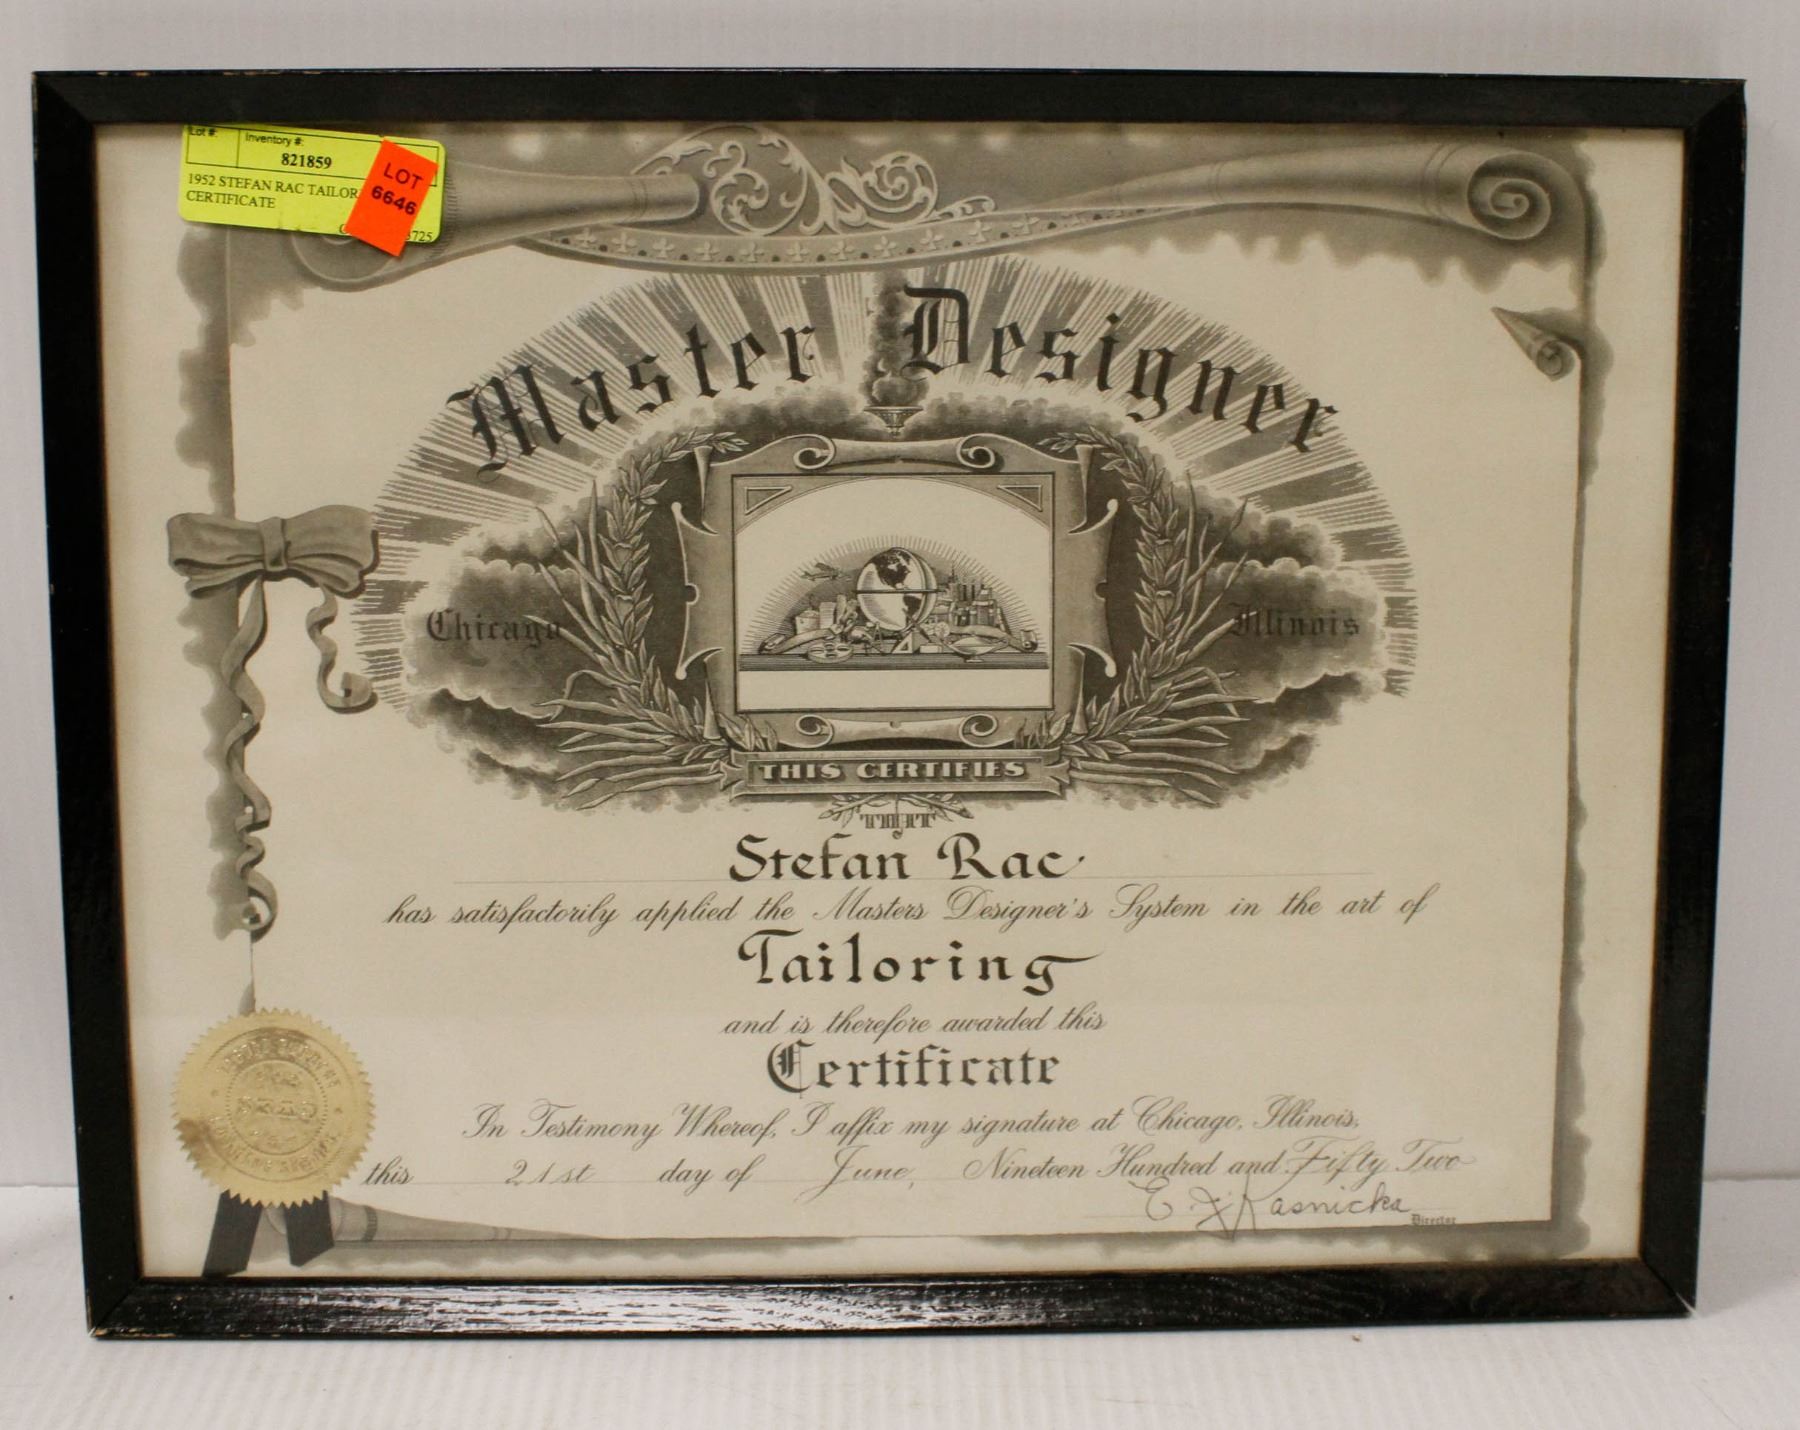 Lot #: Inventory #:
821859
1952 STEFAN RAC TAILOR
CERTIFICATE
725
LOT
6646
Master Designer
Chicago Illinois
THIS CERTIFIES
THAT
Stefan Rac
has satisfactorily applied the Masters Designer's System in the art of
Tailoring
and is therefore awarded this
Certificate
In Testimony Whereof, I affix my signature at Chicago, Illinois,
this 21st day of June, Nineteen Hundred and Fifty Two
E. J. Kasnicka
Director